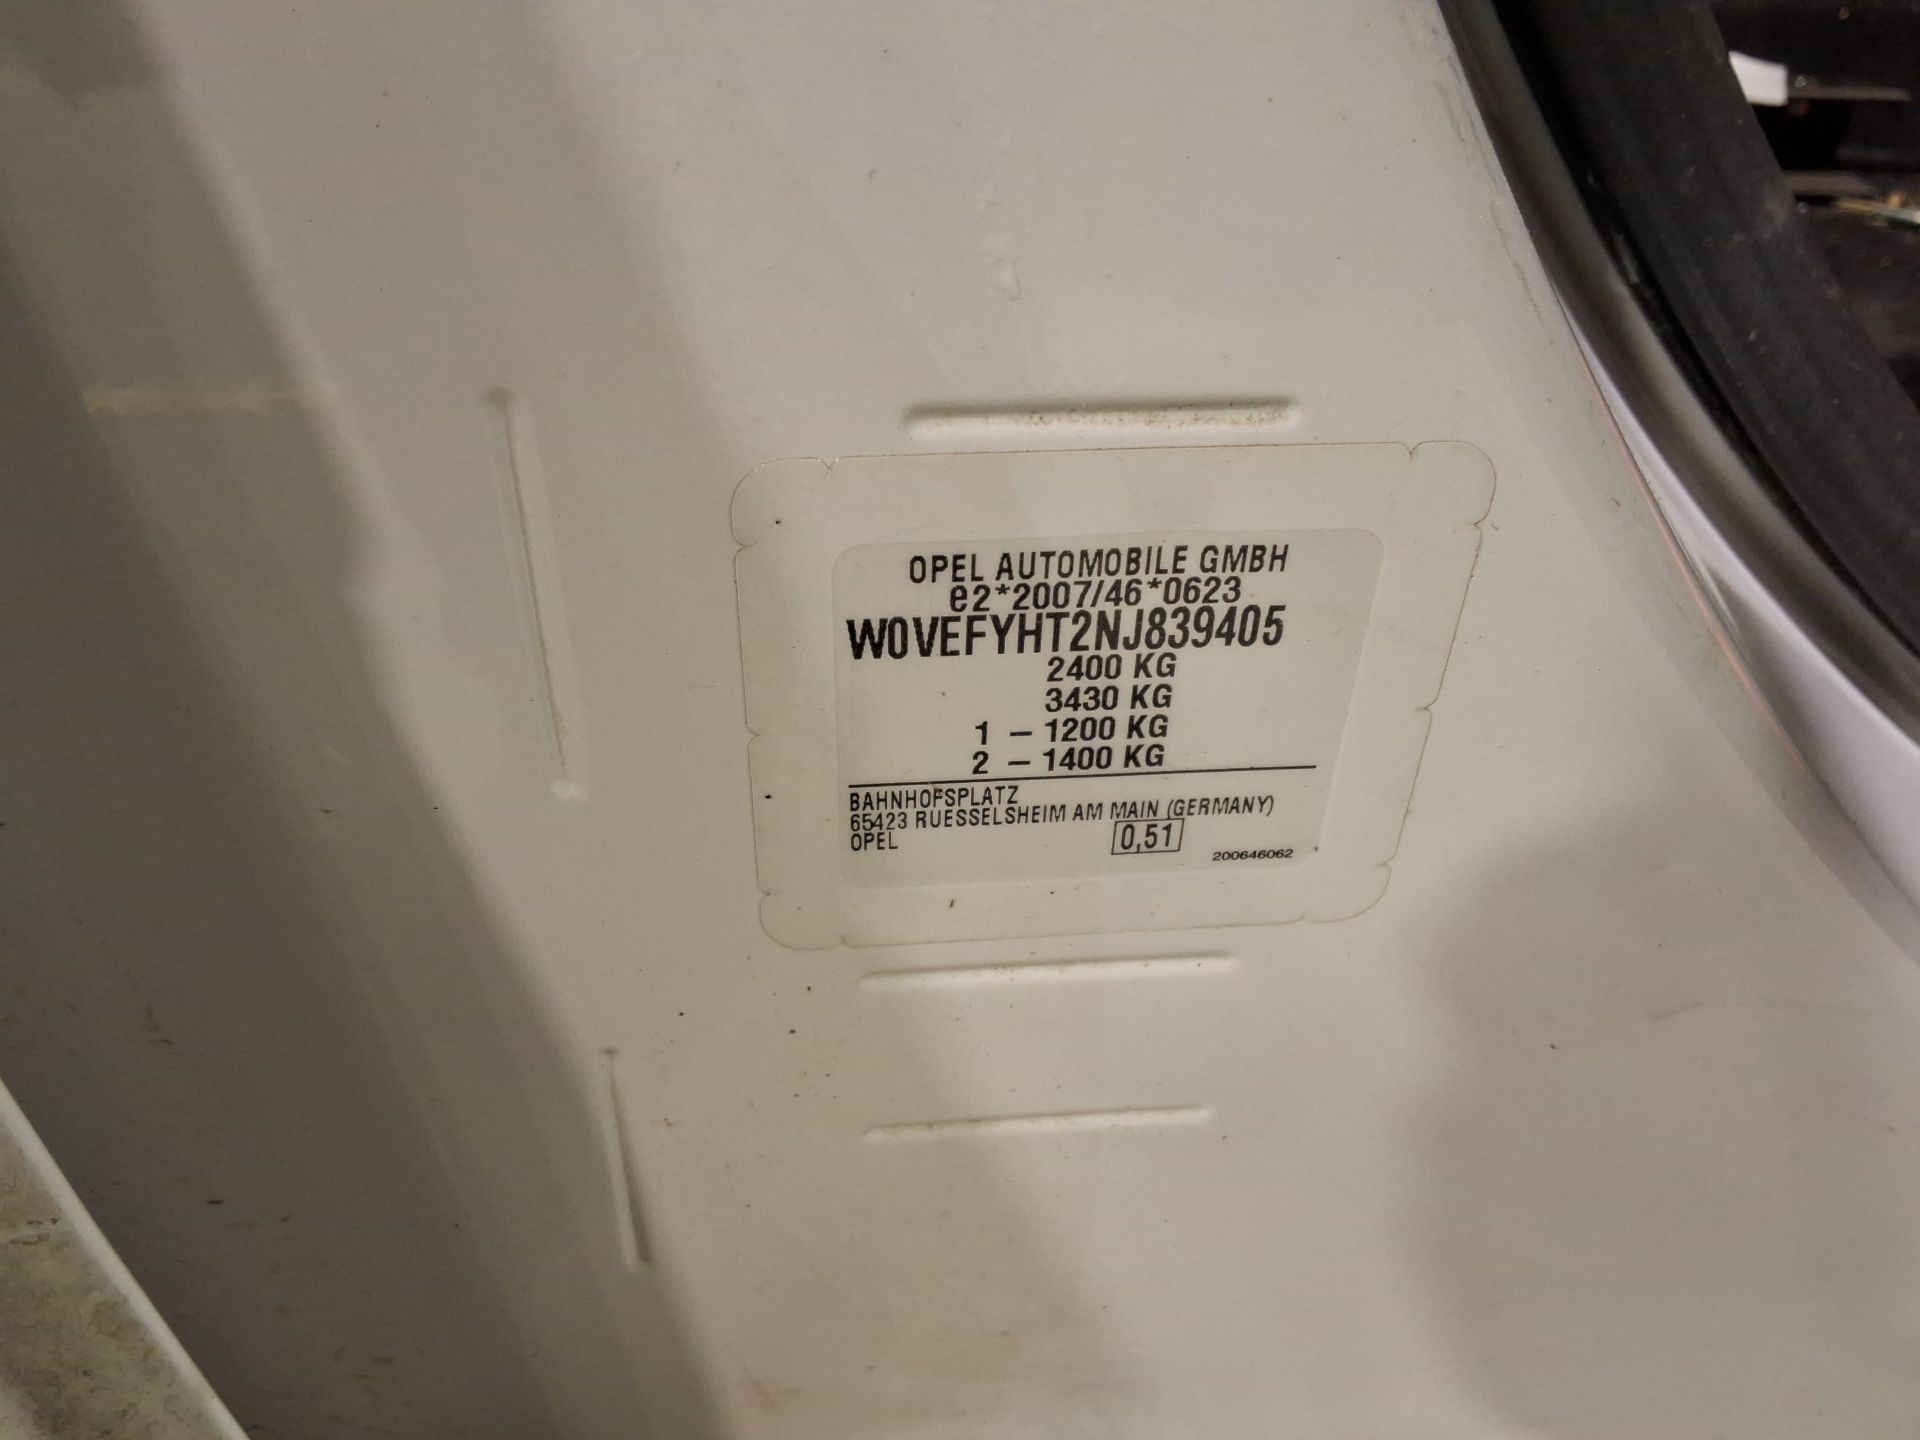 OPEL AUTOMOBILE GMBH
e2*2007/46*0623
W0VEFYHT2NJ839405
2400 KG
3430 KG
1 – 1200 KG
2 – 1400 KG
BAHNHOFSPLATZ
65423 RUESSELSHEIM AM MAIN (GERMANY)
OPEL 0,51
200646062